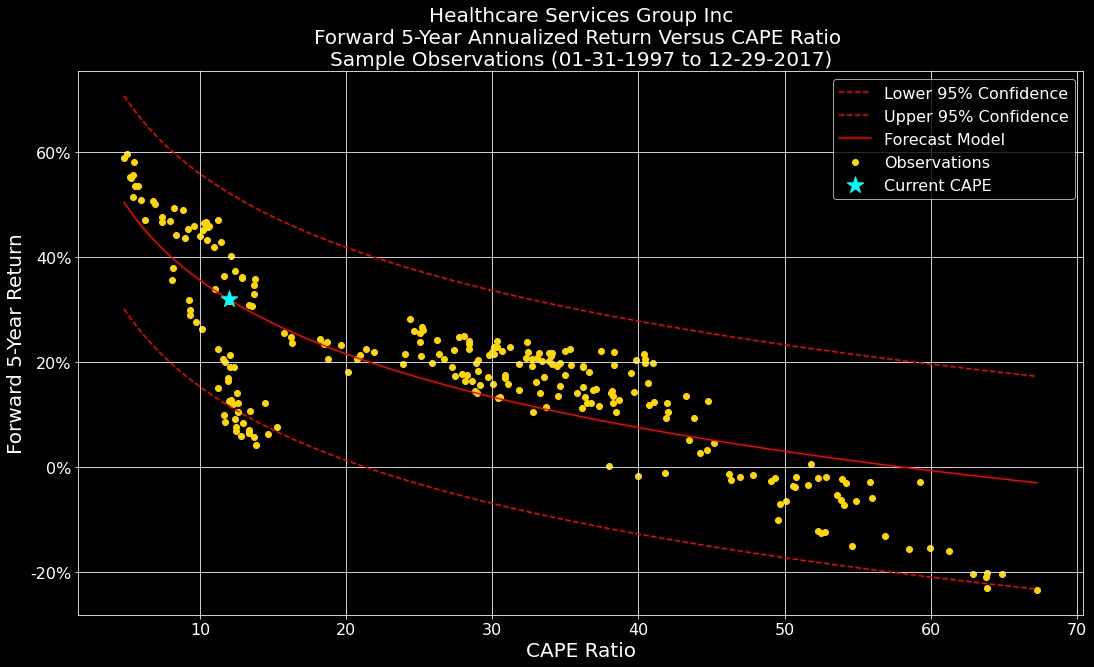 Healthcare Services Group Inc
Forward 5-Year Annualized Return Versus CAPE Ratio
Sample Observations (01-31-1997 to 12-29-2017)
Lower 95% Confidence
Upper 95% Confidence
Forecast Model
Observations
Current CAPE
Forward 5-Year Return
60%
40%
20%
0%
-20%
10
20
30
40
50
60
70
CAPE Ratio